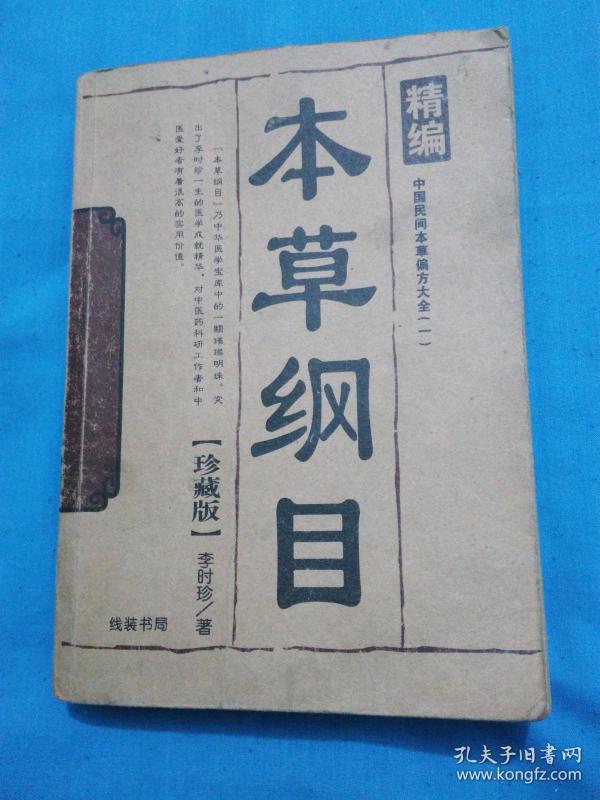 精编
中国民间本草偏方大全(一)
本草纲目
《本草纲目》乃中华医学宝库中的一颗璀璨明珠。突
出了李时珍一生的医学成就精华，对中医药科研工作者和中
医爱好者有着很高的实用价值。
【珍藏版】
李时珍/著
线装书局
孔夫子旧书网
www.kongfz.com